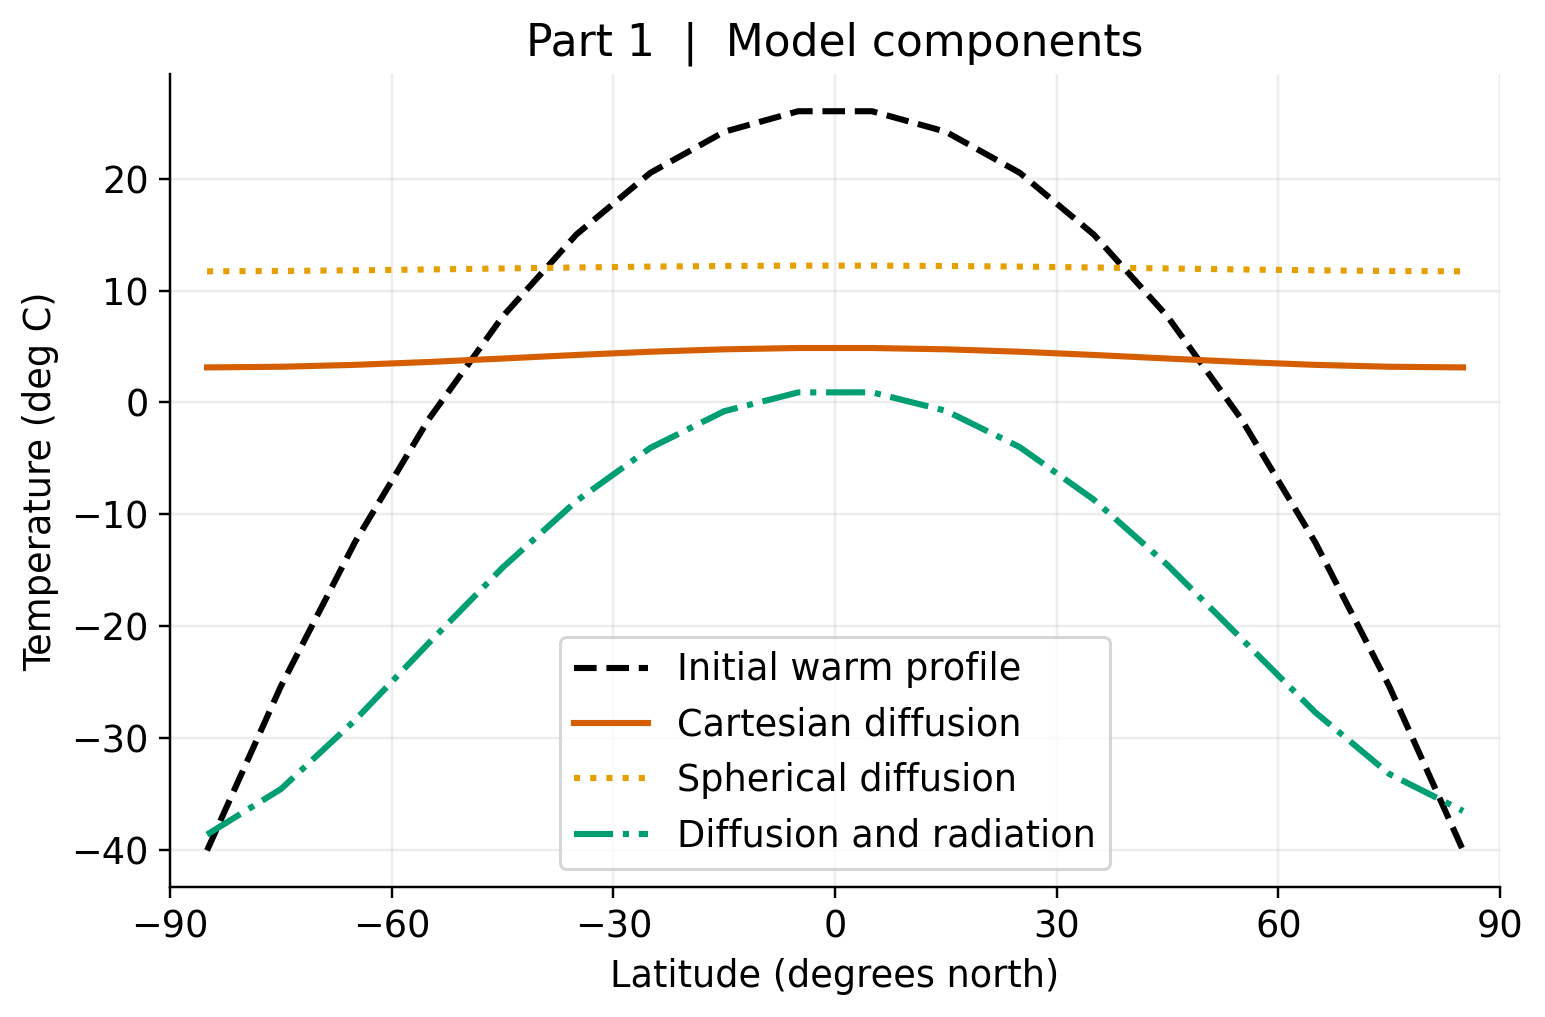 Part 1 | Model components
Temperature (deg C)
20
10
0
−10
−20
−30
−40
Initial warm profile
Cartesian diffusion
Spherical diffusion
Diffusion and radiation
−90 −60 −30 0 30 60 90
Latitude (degrees north)